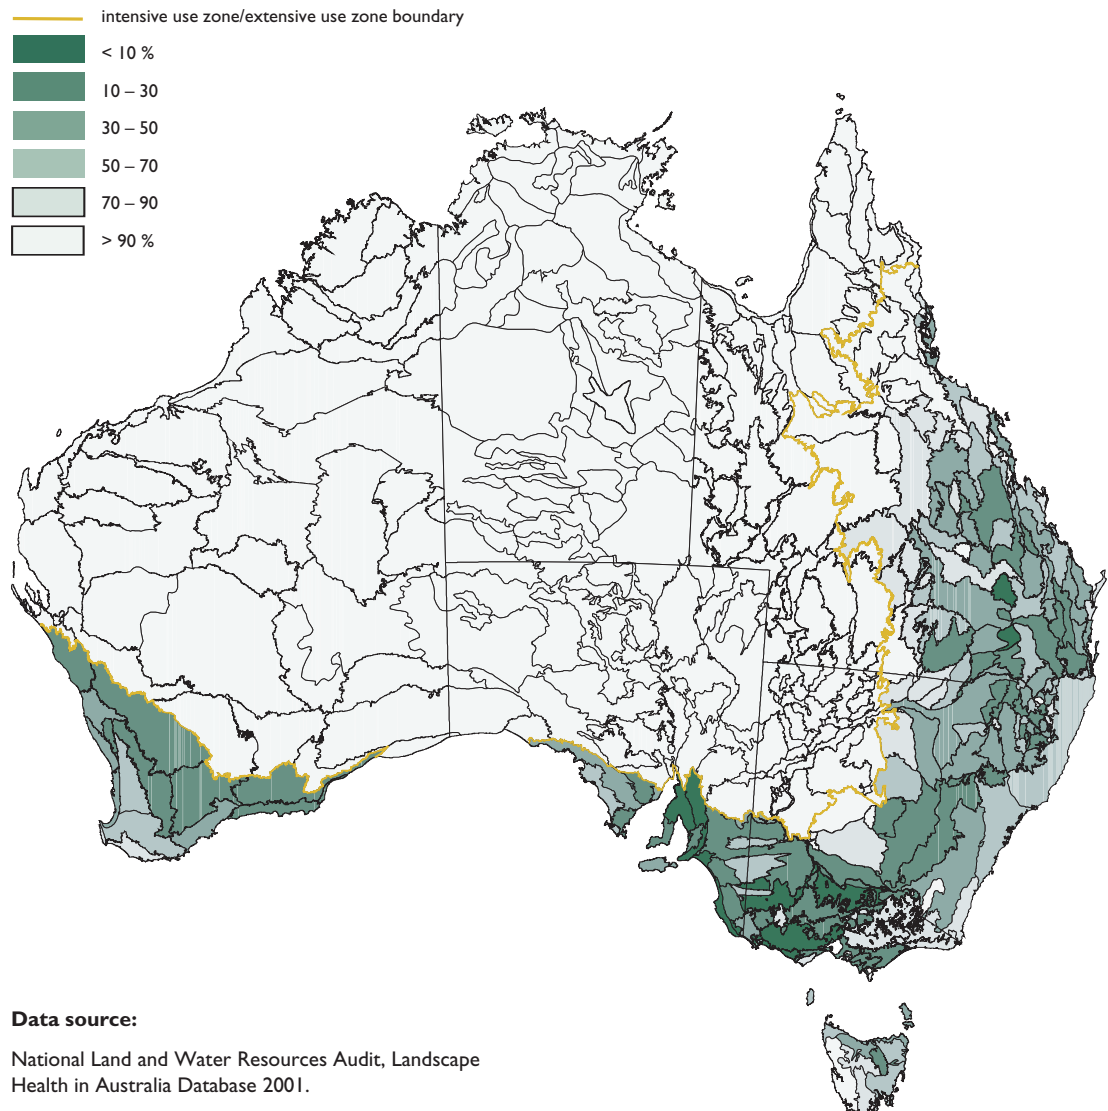 intensive use zone/extensive use zone boundary
< 10 %
10 – 30
30 – 50
50 – 70
70 – 90
> 90 %
Data source:
National Land and Water Resources Audit, Landscape
Health in Australia Database 2001.